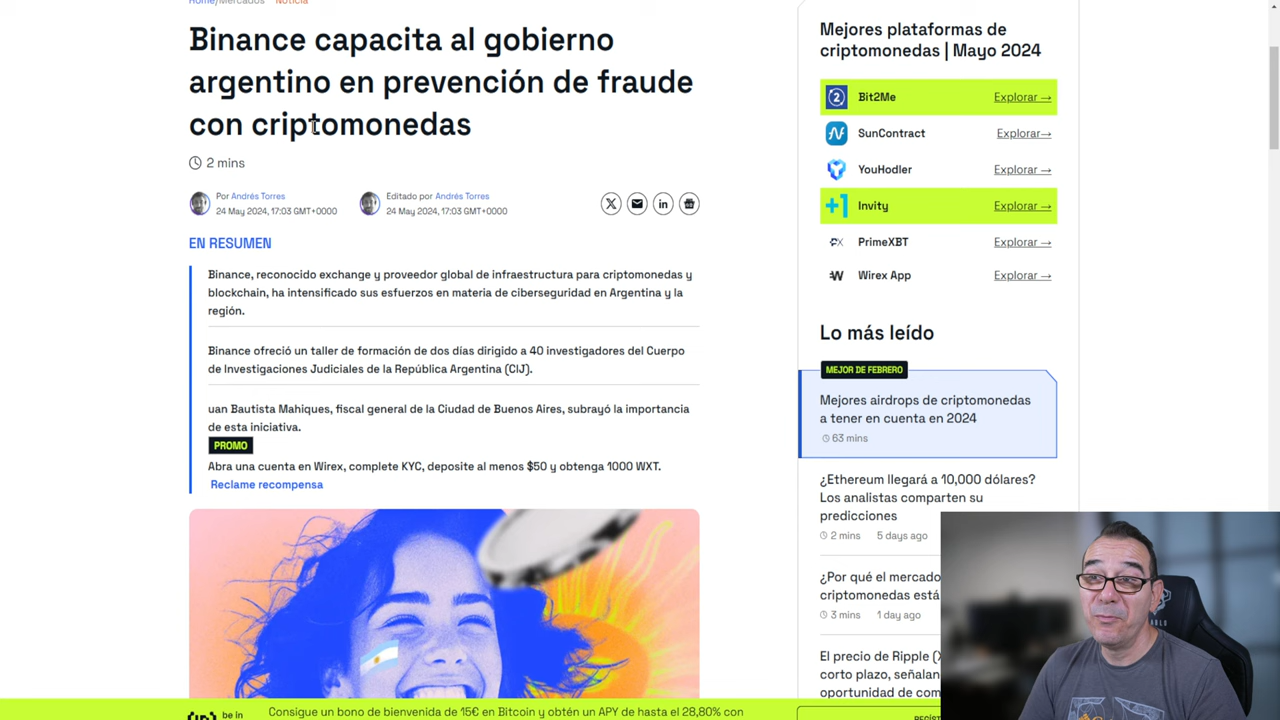 Home/Mercados Noticia
Binance capacita al gobierno
argentino en prevención de fraude
con criptomonedas
2 mins
Por Andrés Torres
24 May 2024, 17:03 GMT+0000
Editado por Andrés Torres
24 May 2024, 17:03 GMT+0000
EN RESUMEN
Binance, reconocido exchange y proveedor global de infraestructura para criptomonedas y
blockchain, ha intensificado sus esfuerzos en materia de ciberseguridad en Argentina y la
región.
Binance ofreció un taller de formación de dos días dirigido a 40 investigadores del Cuerpo
de Investigaciones Judiciales de la República Argentina (CIJ).
uan Bautista Mahiques, fiscal general de la Ciudad de Buenos Aires, subrayó la importancia
de esta iniciativa.
PROMO
Abra una cuenta en Wirex, complete KYC, deposite al menos $50 y obtenga 1000 WXT.
Reclame recompensa
Mejores plataformas de
criptomonedas | Mayo 2024
Bit2Me Explorar →
SunContract Explorar→
YouHodler Explorar →
Invity Explorar →
PrimeXBT Explorar →
Wirex App Explorar →
Lo más leído
MEJOR DE FEBRERO
Mejores airdrops de criptomonedas
a tener en cuenta en 2024
63 mins
¿Ethereum llegará a 10,000 dólares?
Los analistas comparten su
predicciones
2 mins 5 days ago
¿Por qué el mercado
criptomonedas está
3 mins 1 day ago
El precio de Ripple (
corto plazo, señalan
oportunidad de com
be in
Consigue un bono de bienvenida de 15€ en Bitcoin y obtén un APY de hasta el 28,80% con